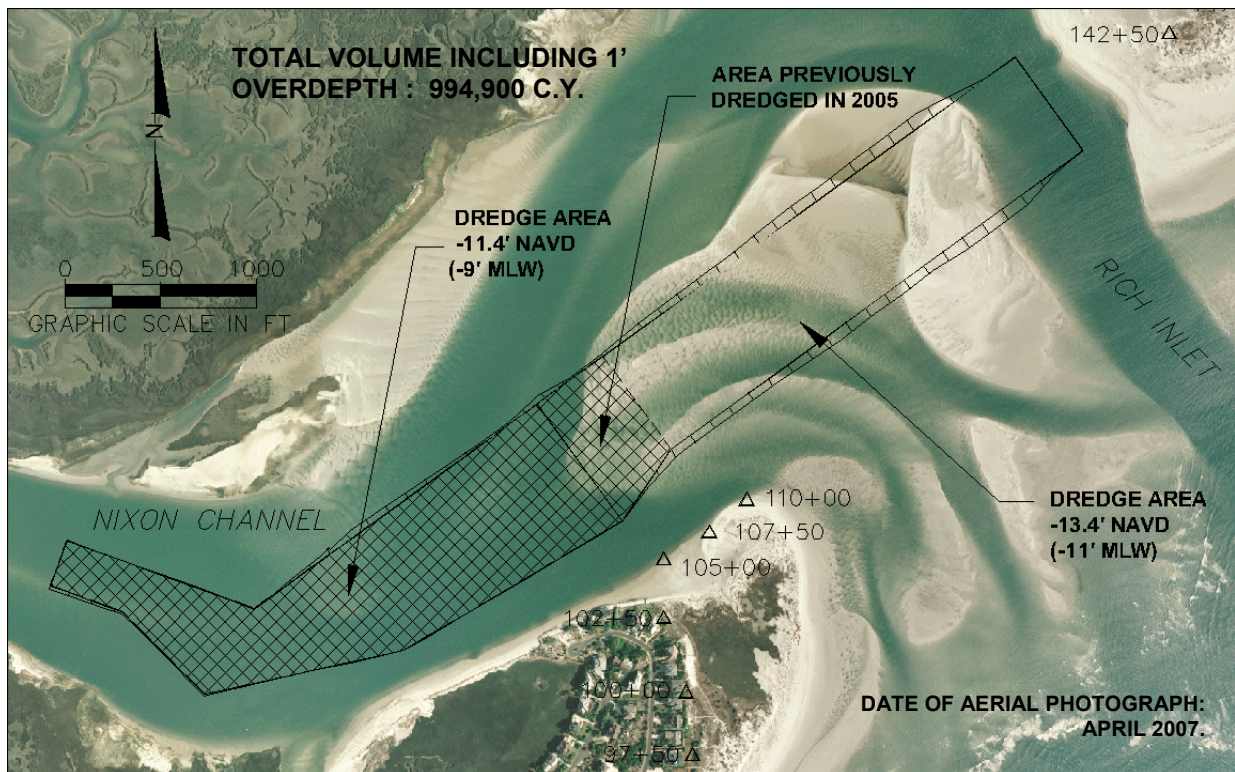 142+50
TOTAL VOLUME INCLUDING 1'
OVERDEPTH : 994,900 C.Y.
AREA PREVIOUSLY
DREDGED IN 2005
N
DREDGE AREA
-11.4' NAVD
(-9' MLW)
0 500 1000
GRAPHIC SCALE IN FT
RICH INLET
NIXON CHANNEL
110+00
107+50
105+00
DREDGE AREA
-13.4' NAVD
(-11' MLW)
102+50
100+00
97+50
DATE OF AERIAL PHOTOGRAPH:
APRIL 2007.